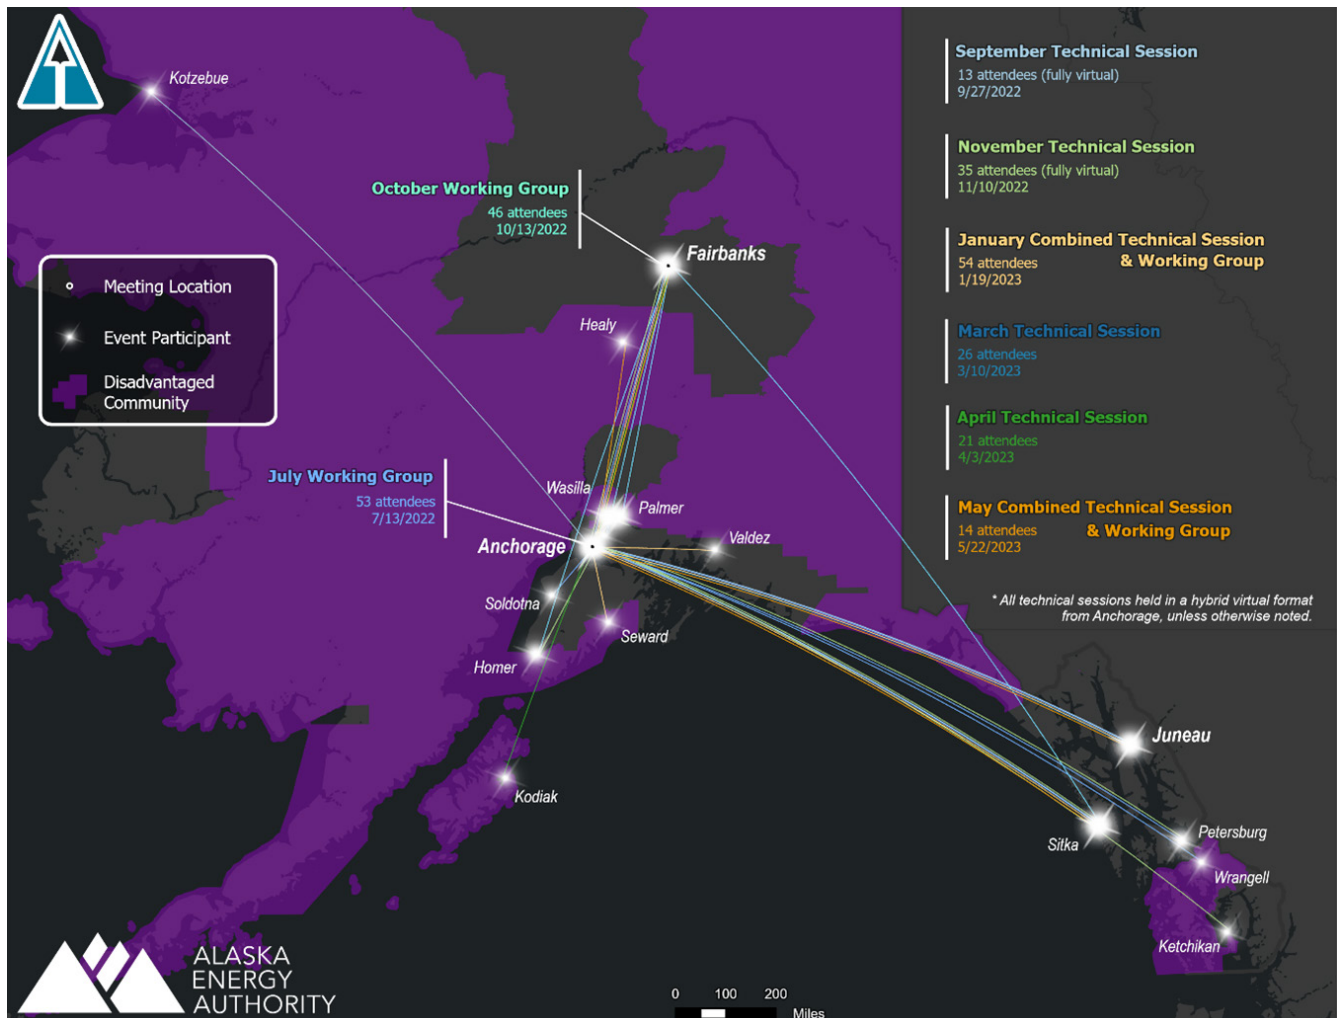 Kotzebue
September Technical Session
13 attendees (fully virtual)
9/27/2022
November Technical Session
35 attendees (fully virtual)
11/10/2022
October Working Group
46 attendees
10/13/2022
January Combined Technical Session
& Working Group
54 attendees
1/19/2023
Fairbanks
Meeting Location
Event Participant
Disadvantaged
Community
Healy
March Technical Session
26 attendees
3/10/2023
April Technical Session
21 attendees
4/3/2023
July Working Group
53 attendees
7/13/2022
Wasilla
Palmer
May Combined Technical Session
& Working Group
14 attendees
5/22/2023
Anchorage
Valdez
Soldotna
Seward
Homer
* All technical sessions held in a hybrid virtual format
from Anchorage, unless otherwise noted.
Juneau
Kodiak
Sitka
Petersburg
Wrangell
Ketchikan
ALASKA
ENERGY
AUTHORITY
0 100 200
Miles